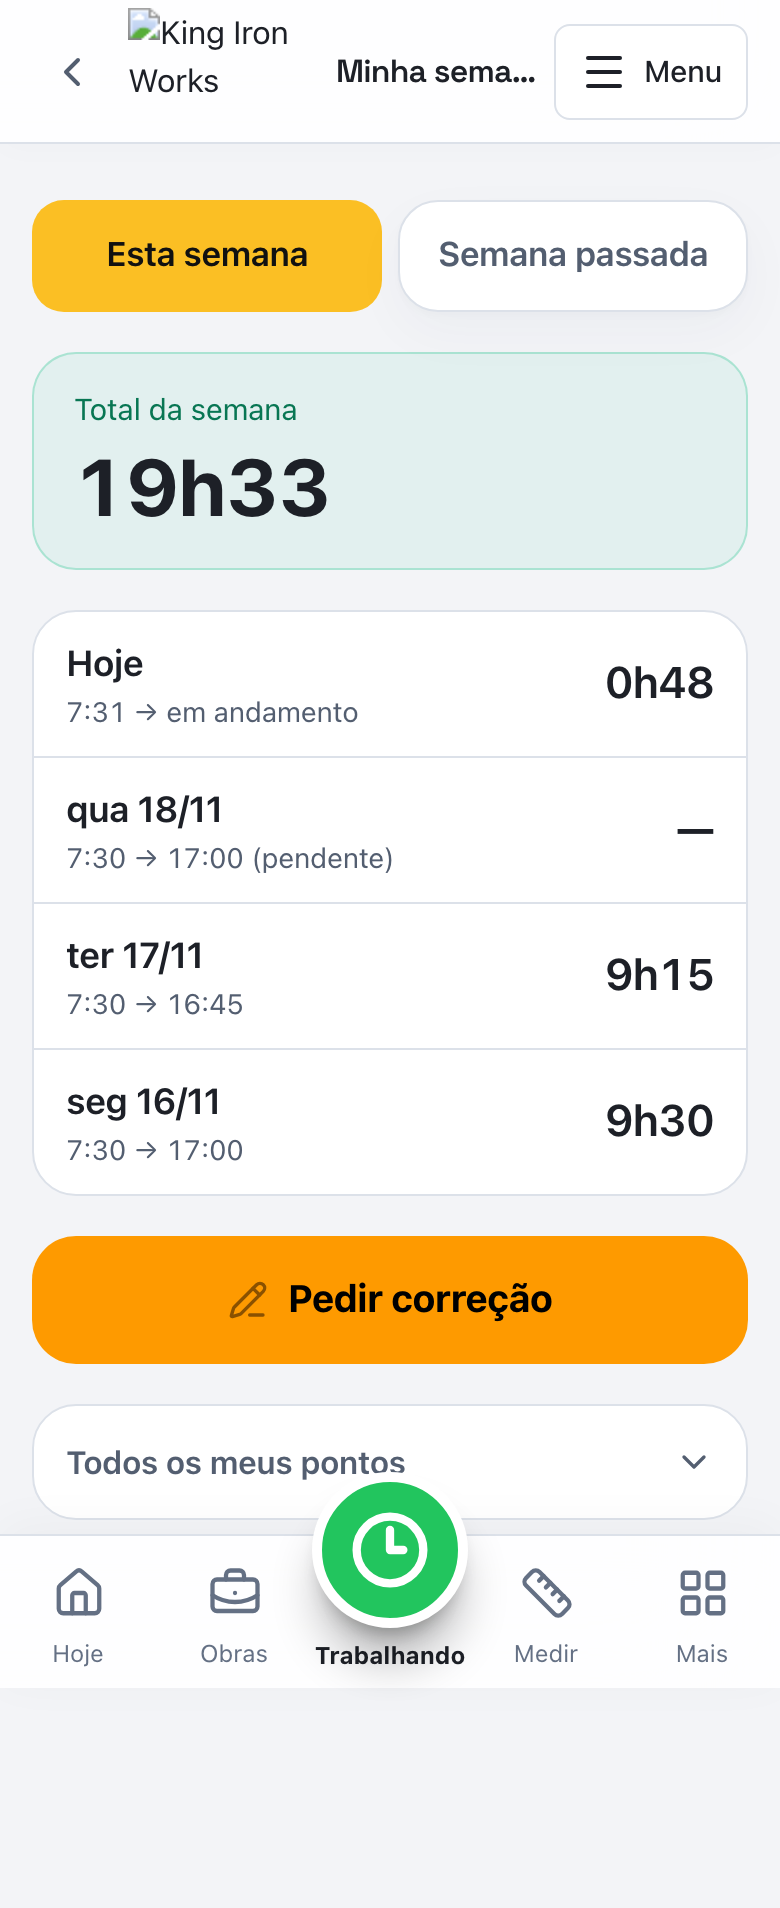 King Iron
Works
Minha sema...
Menu
Esta semana
Semana passada
Total da semana
19h33
Hoje
7:31 → em andamento
0h48
qua 18/11
7:30 → 17:00 (pendente)
—
ter 17/11
7:30 → 16:45
9h15
seg 16/11
7:30 → 17:00
9h30
Pedir correção
Todos os meus pontos
Hoje
Obras
Trabalhando
Medir
Mais